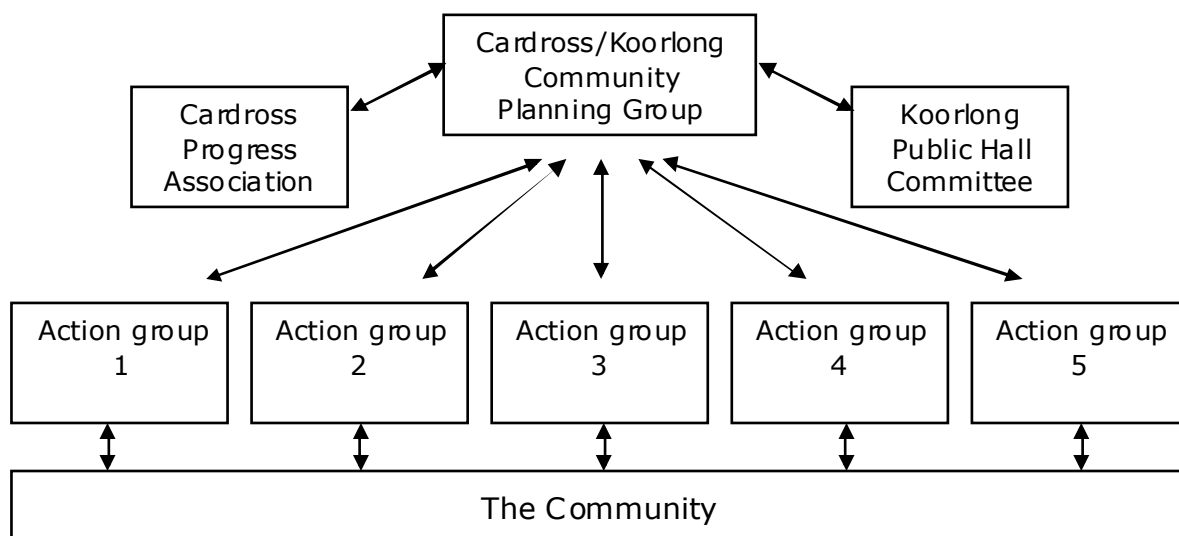 Cardross/Koorlong
Community
Planning Group
Cardross
Progress
Association
Koorlong
Public Hall
Committee
Action group
1
Action group
2
Action group
3
Action group
4
Action group
5
The Community